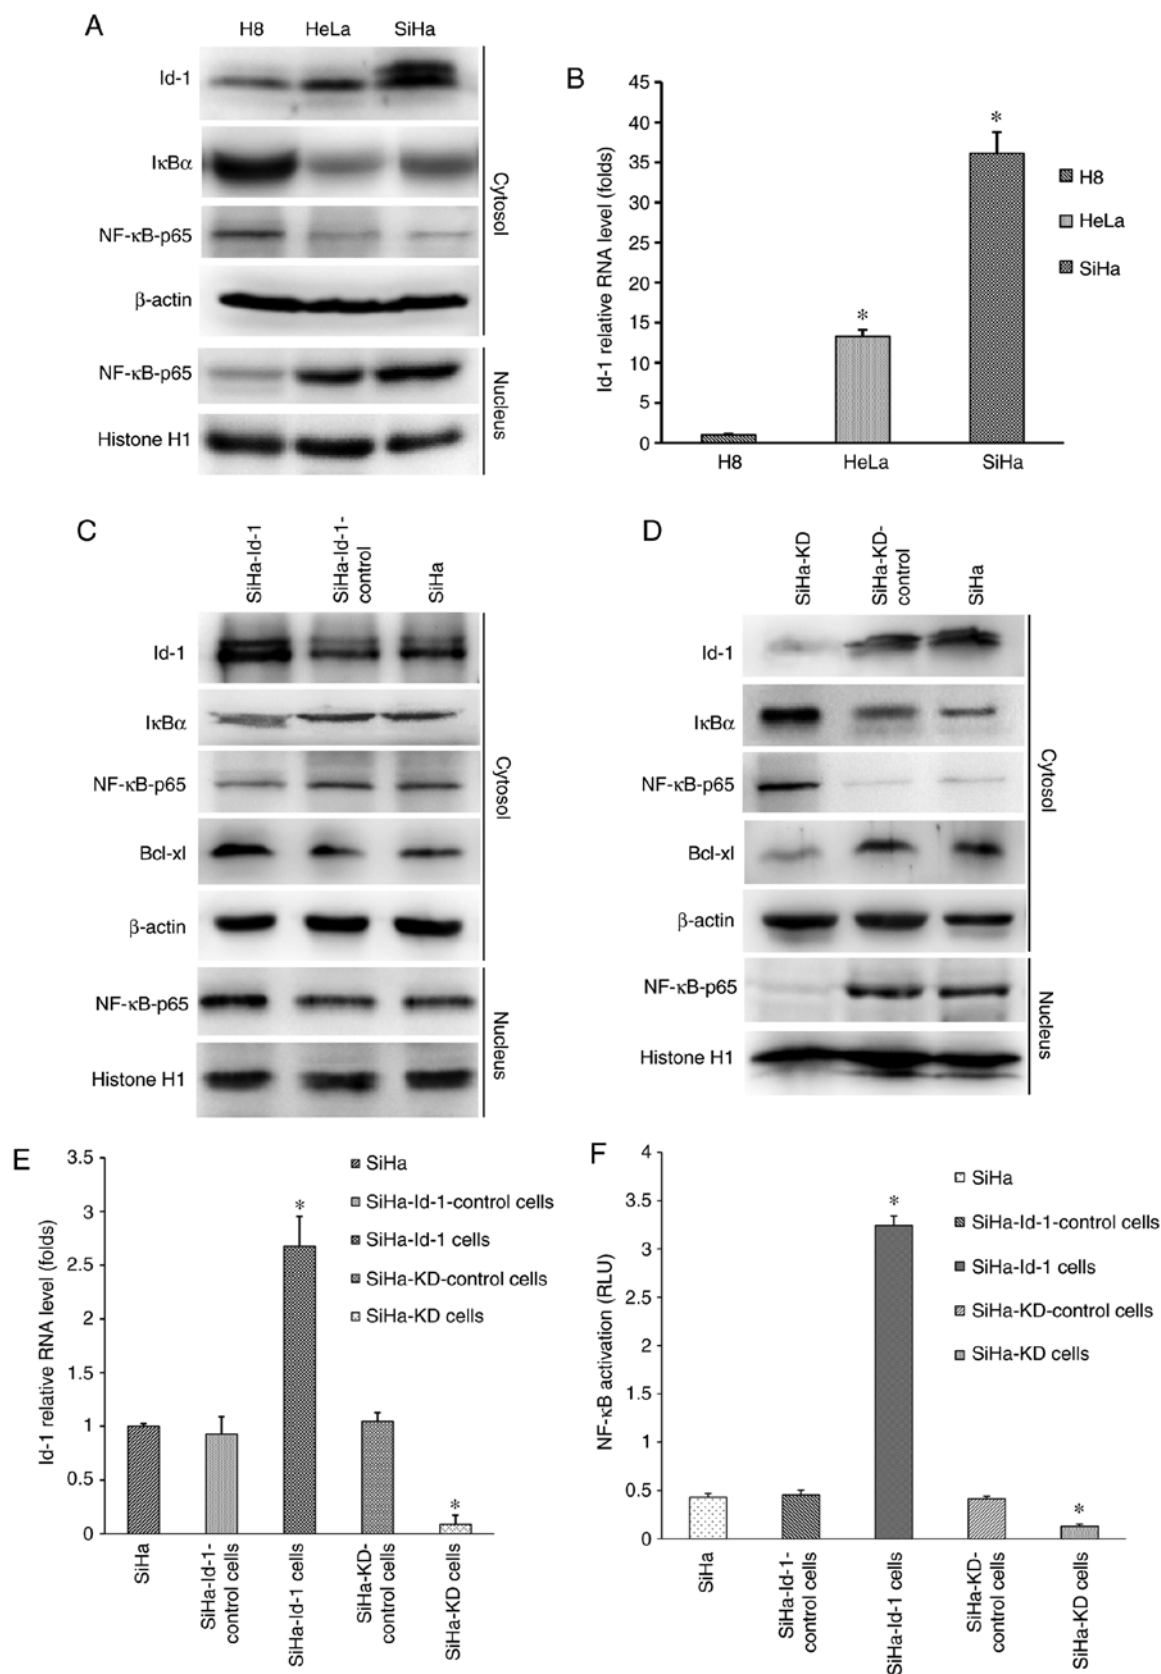 A
H8 HeLa SiHa
Id-1
IκBα
NF-κB-p65
β-actin
NF-κB-p65
Histone H1
Cytosol
Nucleus
B
Id-1 relative RNA level (folds)
45
40
35
30
25
20
15
10
5
0
*
*
H8 HeLa SiHa
H8
HeLa
SiHa
C
SiHa-Id-1
SiHa-Id-1-
control
SiHa
Id-1
IκBα
NF-κB-p65
Bcl-xl
β-actin
NF-κB-p65
Histone H1
Cytosol
Nucleus
D
SiHa-KD
SiHa-KD-
control
SiHa
Id-1
IκBα
NF-κB-p65
Bcl-xl
β-actin
NF-κB-p65
Histone H1
Cytosol
Nucleus
E
Id-1 relative RNA level (folds)
3.5
3
2.5
2
1.5
1
0.5
0
*
*
SiHa
SiHa-Id-1-
control cells
SiHa-Id-1 cells
SiHa-KD-
control cells
SiHa-KD cells
SiHa
SiHa-Id-1-control cells
SiHa-Id-1 cells
SiHa-KD-control cells
SiHa-KD cells
F
NF-κB activation (RLU)
4
3.5
3
3.5
2
1.5
1
0.5
0
*
*
SiHa
SiHa-Id-1-
control cells
SiHa-Id-1 cells
SiHa-KD-
control cells
SiHa-KD cells
SiHa
SiHa-Id-1-control cells
SiHa-Id-1 cells
SiHa-KD-control cells
SiHa-KD cells